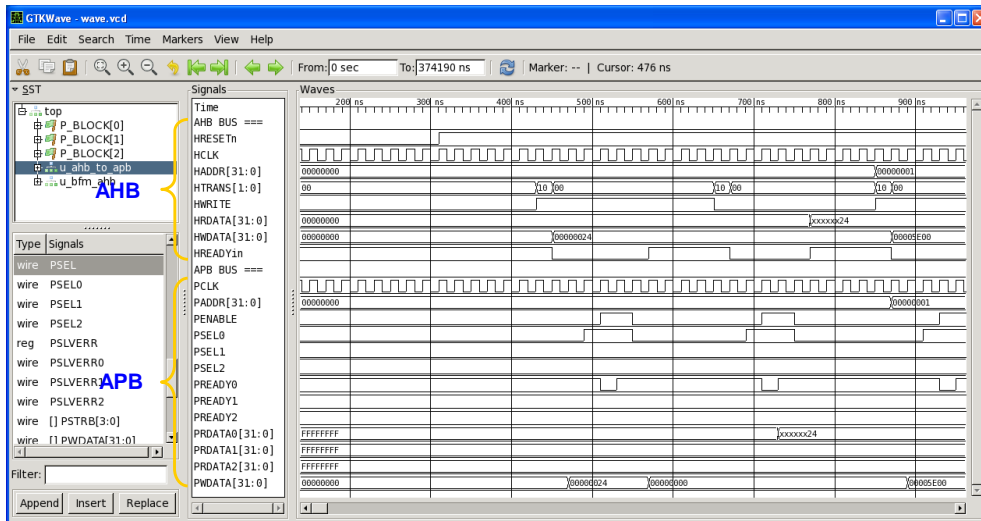 GTKWave - wave.vcd
File Edit Search Time Markers View Help
From: 0 sec To: 374190 ns Marker: -- | Cursor: 476 ns
SST
top
P_BLOCK[0]
P_BLOCK[1]
P_BLOCK[2]
u_ahb_to_apb
u_bfm_ahb
AHB
Type Signals
wire PSEL
wire PSEL0
wire PSEL1
wire PSEL2
reg PSLVERR
wire PSLVERR0
wire PSLVERR1
wire PSLVERR2
wire [] PSTRB[3:0]
wire [] PWDATA[31:0]
APB
Filter:
Append Insert Replace
Signals
Time
AHB BUS ===
HRESETn
HCLK
HADDR[31:0]
HTRANS[1:0]
HWRITE
HRDATA[31:0]
HWDATA[31:0]
HREADYin
APB BUS ===
PCLK
PADDR[31:0]
PENABLE
PSEL0
PSEL1
PSEL2
PREADY0
PREADY1
PREADY2
PRDATA0[31:0]
PRDATA1[31:0]
PRDATA2[31:0]
PWDATA[31:0]
Waves
200 ns 300 ns 400 ns 500 ns 600 ns 700 ns 800 ns 900 ns
00000000 00000001
00 10 00 10 00 10 00
00000000 xxxxxx24
00000000 00000024 00005E00
00000000 00000001
FFFFFFFF xxxxxx24
FFFFFFFF
FFFFFFFF
00000000 00000024 00000000 00005E00